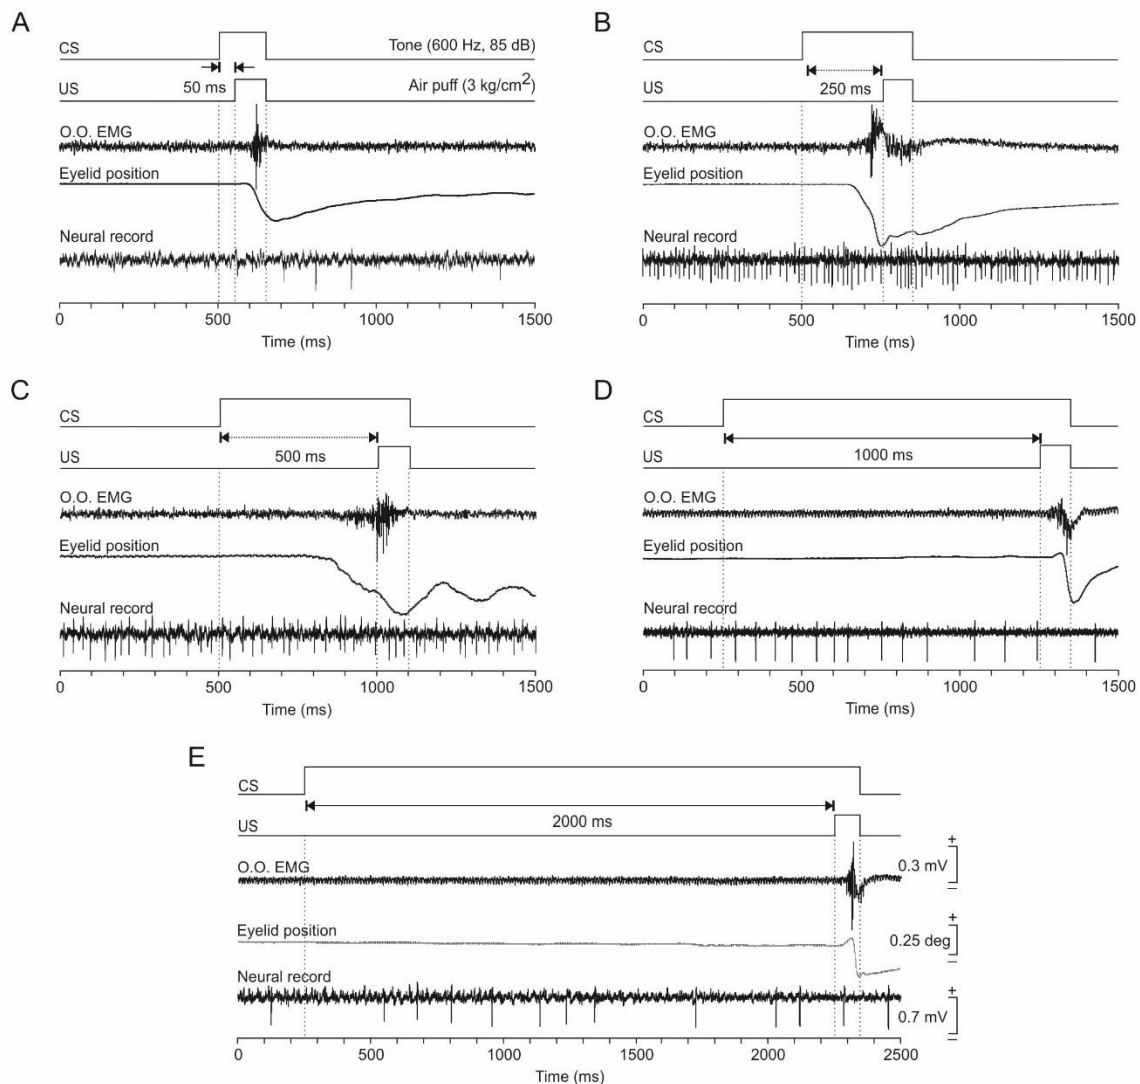 A
CS
Tone (600 Hz, 85 dB)
50 ms
US
Air puff (3 kg/cm2)
O.O. EMG
Eyelid position
Neural record
0 500 1000 1500
Time (ms)
B
CS
250 ms
US
O.O. EMG
Eyelid position
Neural record
0 500 1000 1500
Time (ms)
C
CS
500 ms
US
O.O. EMG
Eyelid position
Neural record
0 500 1000 1500
Time (ms)
D
CS
1000 ms
US
O.O. EMG
Eyelid position
Neural record
0 500 1000 1500
Time (ms)
E
CS
2000 ms
US
O.O. EMG
+
0.3 mV
–
Eyelid position
+
0.25 deg
–
Neural record
+
0.7 mV
–
0 500 1000 1500 2000 2500
Time (ms)